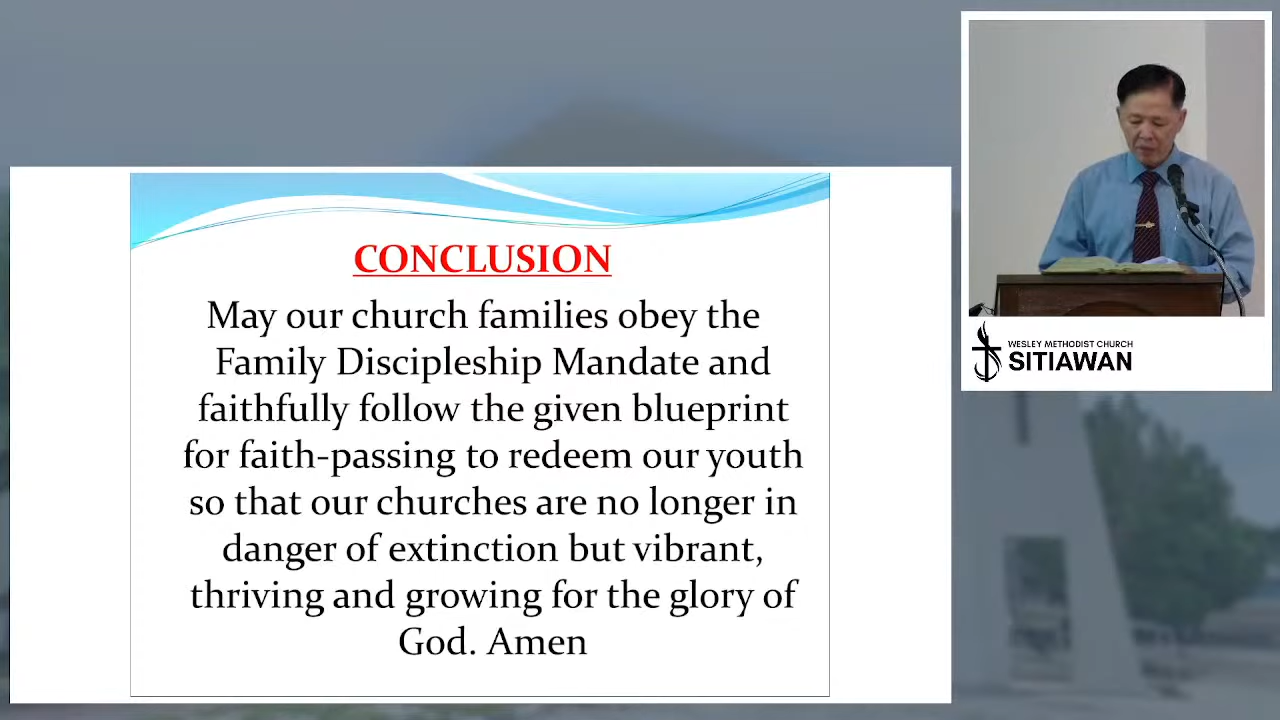 CONCLUSION
May our church families obey the
Family Discipleship Mandate and
faithfully follow the given blueprint
for faith-passing to redeem our youth
so that our churches are no longer in
danger of extinction but vibrant,
thriving and growing for the glory of
God. Amen
WESLEY METHODIST CHURCH
SITIAWAN